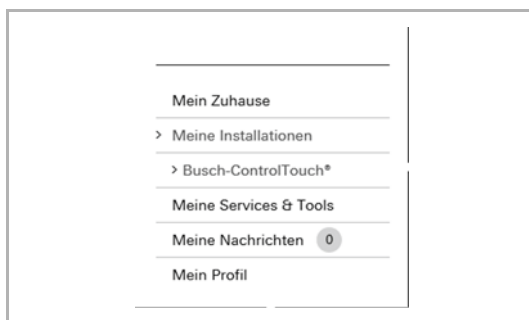 Mein Zuhause
> Meine Installationen
> Busch-ControlTouch®
Meine Services & Tools
Meine Nachrichten 0
Mein Profil